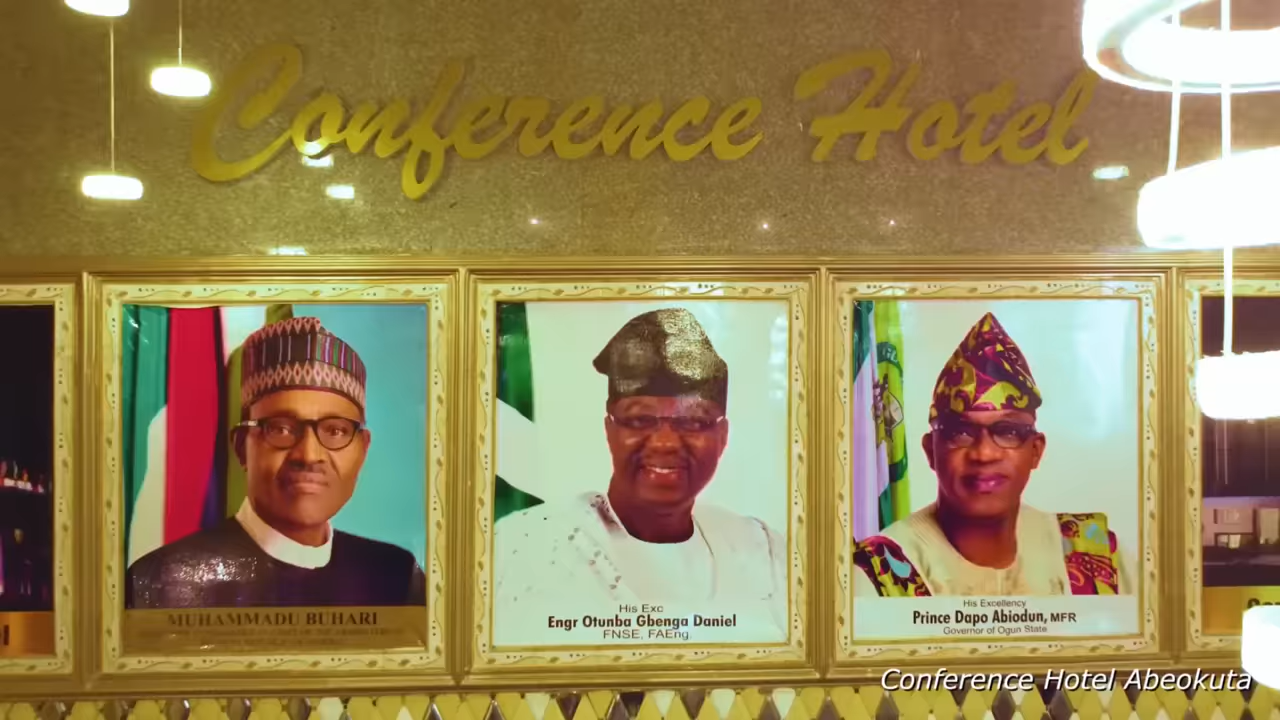 Conference Hotel
MUHAMMADU BUHARI
His Exc
Engr Otunba Gbenga Daniel
FNSE, FAEng.
His Excellency
Prince Dapo Abiodun, MFR
Governor of Ogun State
Conference Hotel Abeokuta